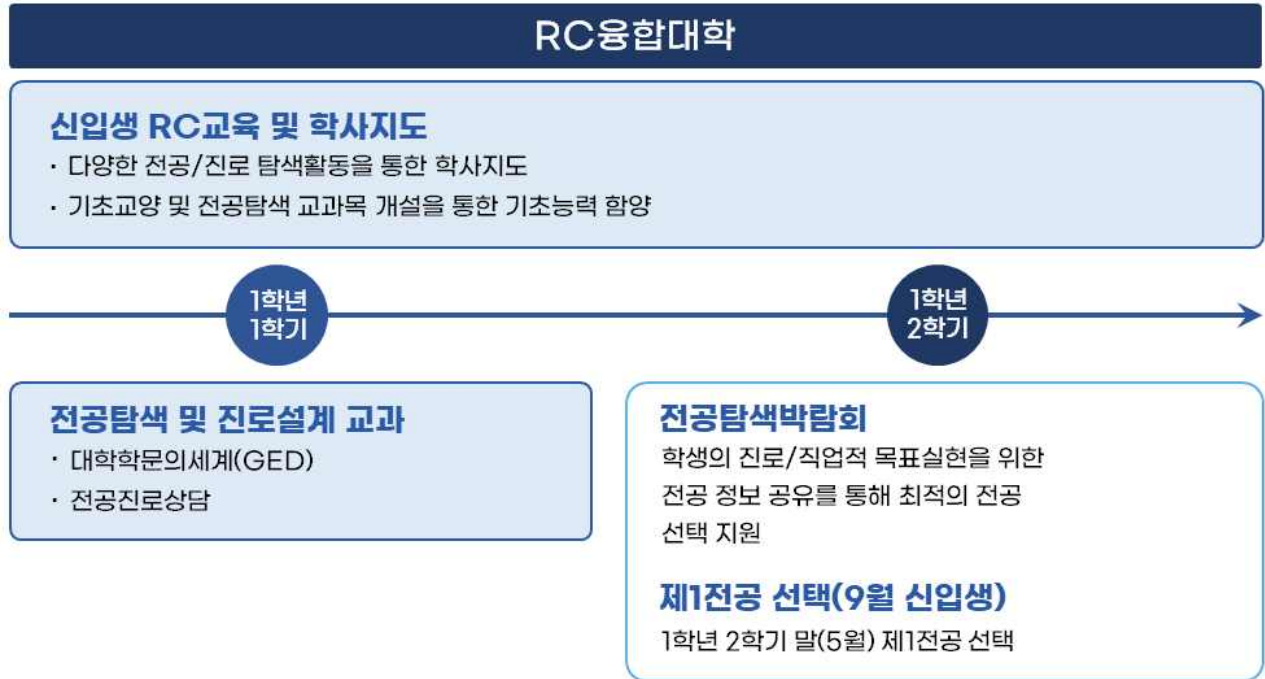 RC융합대학
신입생 RC교육 및 학사지도
· 다양한 전공/진로 탐색활동을 통한 학사지도
· 기초교양 및 전공탐색 교과목 개설을 통한 기초능력 함양
1학년
1학기
1학년
2학기
전공탐색 및 진로설계 교과
· 대학학문의세계(GED)
· 전공진로상담
전공탐색박람회
학생의 진로/직업적 목표실현을 위한
전공 정보 공유를 통해 최적의 전공
선택 지원
제1전공 선택(9월 신입생)
1학년 2학기 말(5월) 제1전공 선택